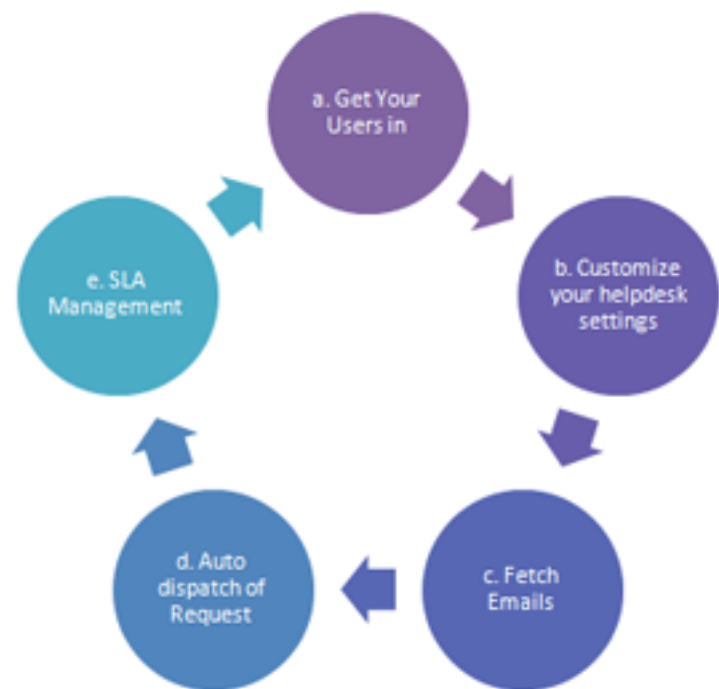 a. Get Your
Users in
b. Customize
your helpdesk
settings
c. Fetch
Emails
d. Auto
dispatch of
Request
e. SLA
Management